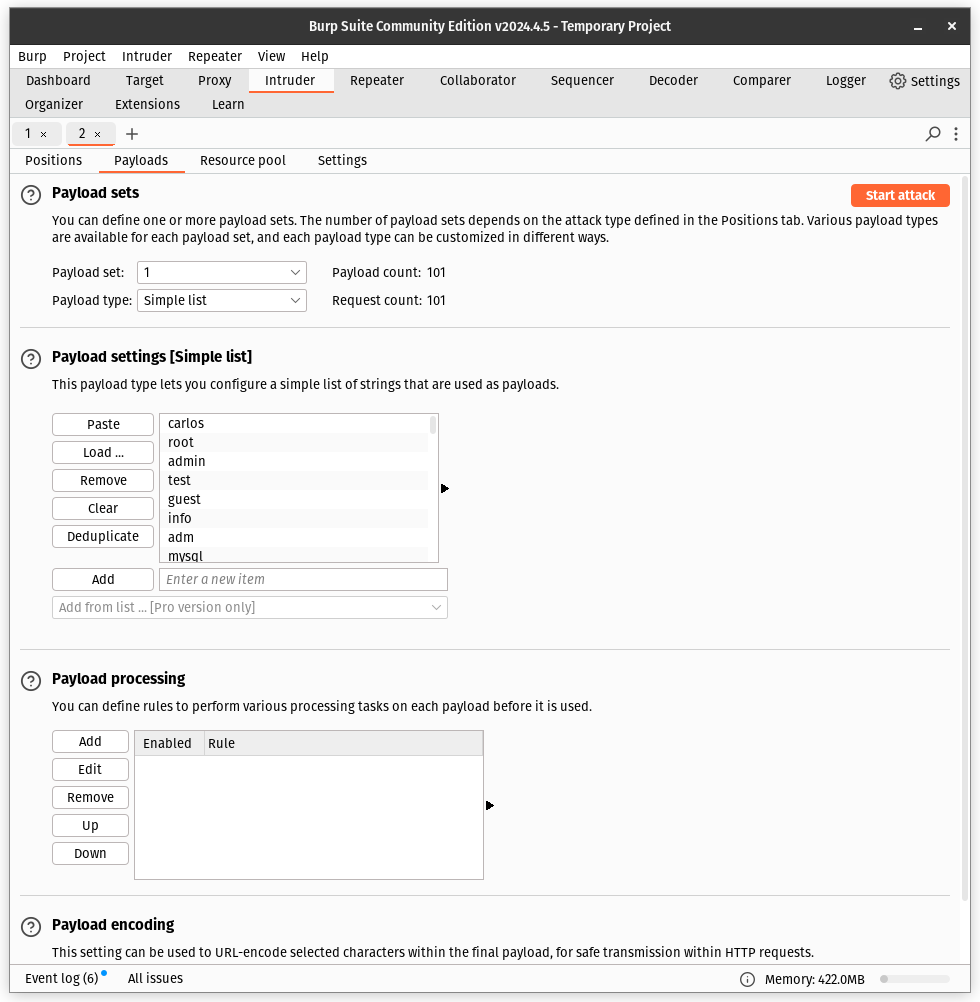 Burp Suite Community Edition v2024.4.5 - Temporary Project
Burp Project Intruder Repeater View Help
Dashboard Target Proxy Intruder Repeater Collaborator Sequencer Decoder Comparer Logger Settings
Organizer Extensions Learn
1 × 2 × +
Positions Payloads Resource pool Settings
Payload sets Start attack
You can define one or more payload sets. The number of payload sets depends on the attack type defined in the Positions tab. Various payload types
are available for each payload set, and each payload type can be customized in different ways.
Payload set: 1 Payload count: 101
Payload type: Simple list Request count: 101
Payload settings [Simple list]
This payload type lets you configure a simple list of strings that are used as payloads.
Paste
Load ...
Remove
Clear
Deduplicate
carlos
root
admin
test
guest
info
adm
mysql
Add Enter a new item
Add from list ... [Pro version only]
Payload processing
You can define rules to perform various processing tasks on each payload before it is used.
Add
Edit
Remove
Up
Down
Enabled Rule
Payload encoding
This setting can be used to URL-encode selected characters within the final payload, for safe transmission within HTTP requests.
Event log (6) All issues Memory: 422.0MB